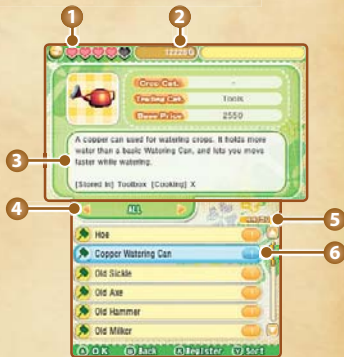 1
2
12225G
Crop Cat. -
Trading Cat. Tools
Base Price 2550
3
A copper can used for watering crops. It holds more
water than a basic Watering Can, and lets you move
faster while watering.
[Stored In] Toolbox [Cooking] X
4
ALL
5
Hoe
6
Copper Watering Can
Old Sickle
Old Axe
Old Hammer
Old Milker
A OK B Back X Register Y Sort